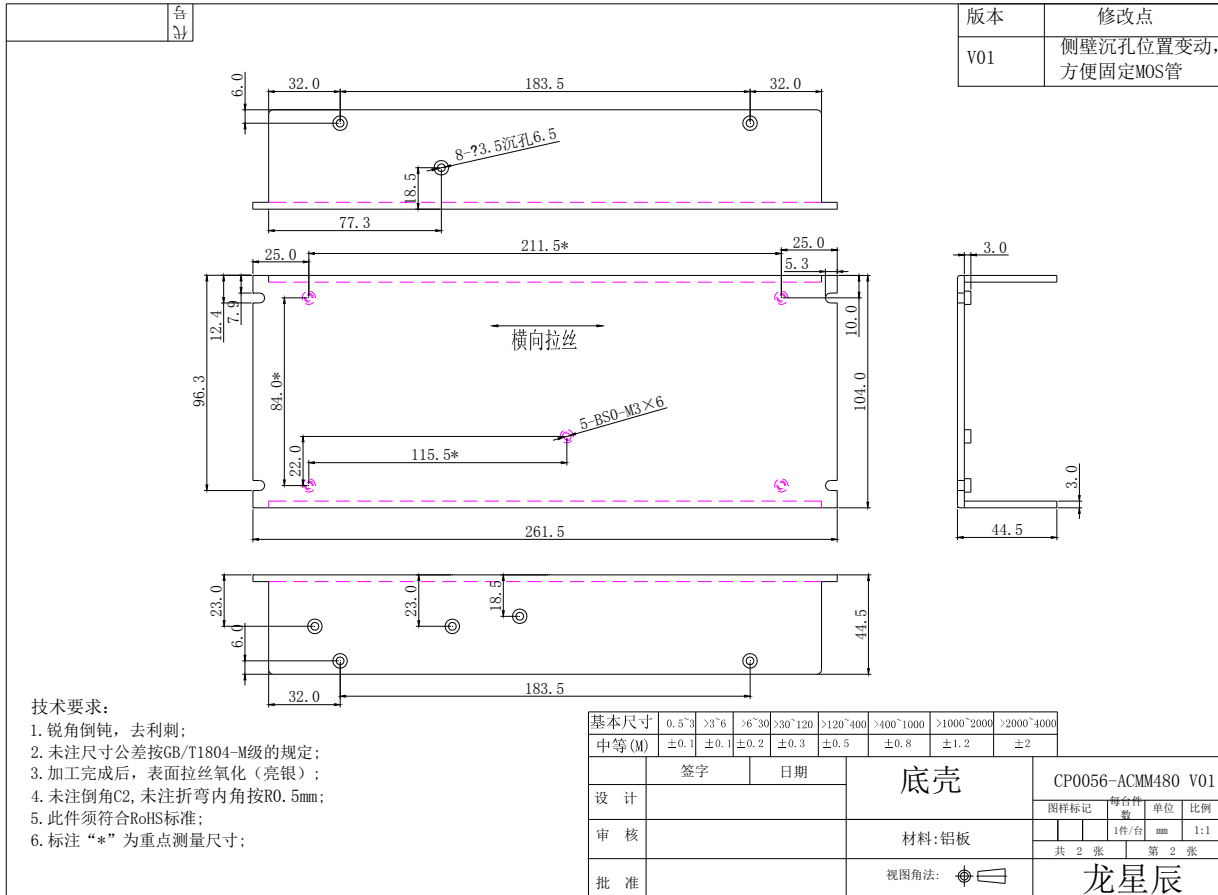 代号
版本 修改点
V01 侧壁沉孔位置变动,
方便固定MOS管
6.0
32.0 183.5 32.0
8-?3.5沉孔6.5
18.5
77.3
211.5*
25.0 25.0
5.3
12.4
7.9
10.0
横向拉丝
96.3
84.0*
104.0
5-BSO-M3×6
22.0
115.5*
261.5
3.0
3.0
44.5
23.0
23.0
18.5
6.0
44.5
32.0 183.5
技术要求:
1.锐角倒钝，去利刺;
2.未注尺寸公差按GB/T1804-M级的规定;
3.加工完成后，表面拉丝氧化（亮银）;
4.未注倒角C2,未注折弯内角按R0.5mm;
5.此件须符合RoHS标准;
6.标注“*”为重点测量尺寸;
基本尺寸 0.5~3 >3~6 >6~30 >30~120 >120~400 >400~1000 >1000~2000 >2000~4000
中等(M) ±0.1 ±0.1 ±0.2 ±0.3 ±0.5 ±0.8 ±1.2 ±2
签字 日期
设 计
审 核
批 准
底壳
材料:铝板
视图角法:
CP0056-ACMM480 V01
图样标记 每台件数 单位 比例
1件/台 mm 1:1
共 2 张 第 2 张
龙星辰